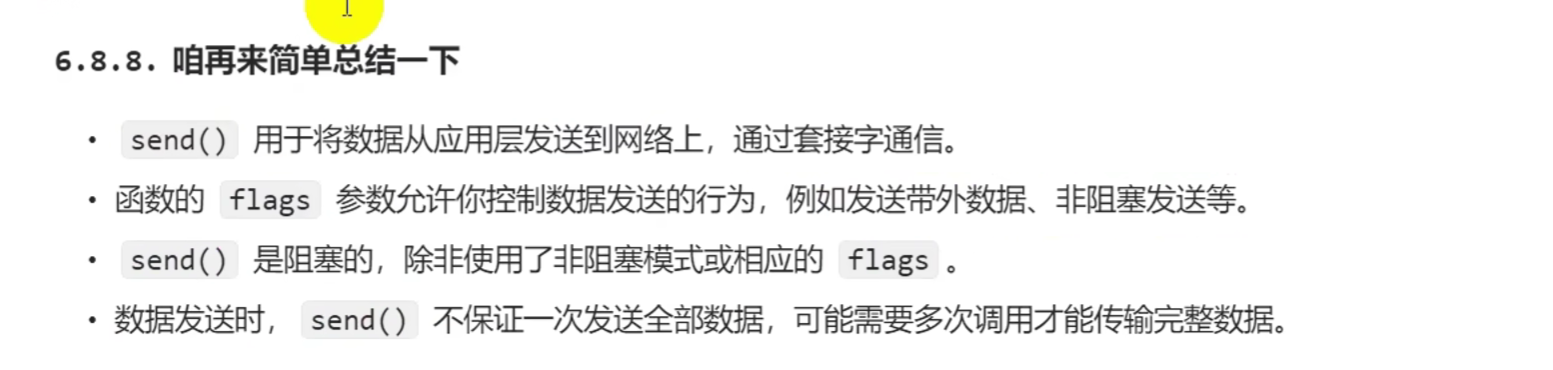 6.8.8. 咱再来简单总结一下
• send() 用于将数据从应用层发送到网络上，通过套接字通信。
• 函数的 flags 参数允许你控制数据发送的行为，例如发送带外数据、非阻塞发送等。
• send() 是阻塞的，除非使用了非阻塞模式或相应的 flags 。
• 数据发送时， send() 不保证一次发送全部数据，可能需要多次调用才能传输完整数据。